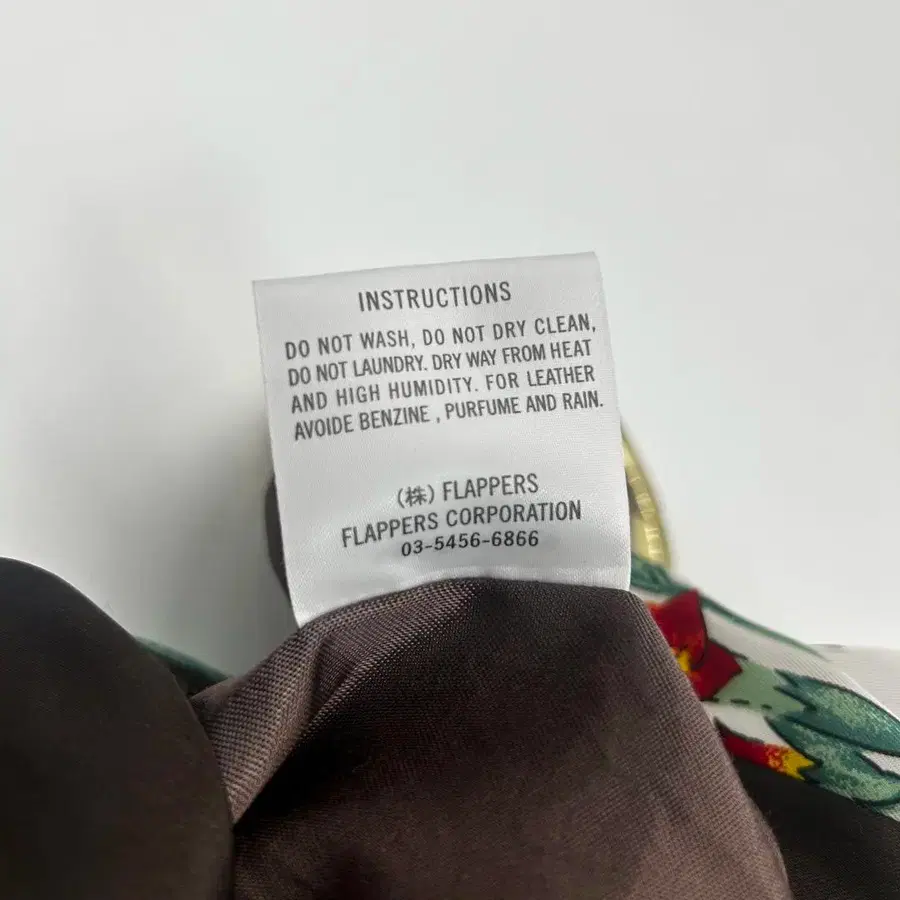 INSTRUCTIONS
DO NOT WASH, DO NOT DRY CLEAN,
DO NOT LAUNDRY. DRY WAY FROM HEAT
AND HIGH HUMIDITY. FOR LEATHER
AVOIDE BENZINE , PURFUME AND RAIN.
(株) FLAPPERS
FLAPPERS CORPORATION
03-5456-6866